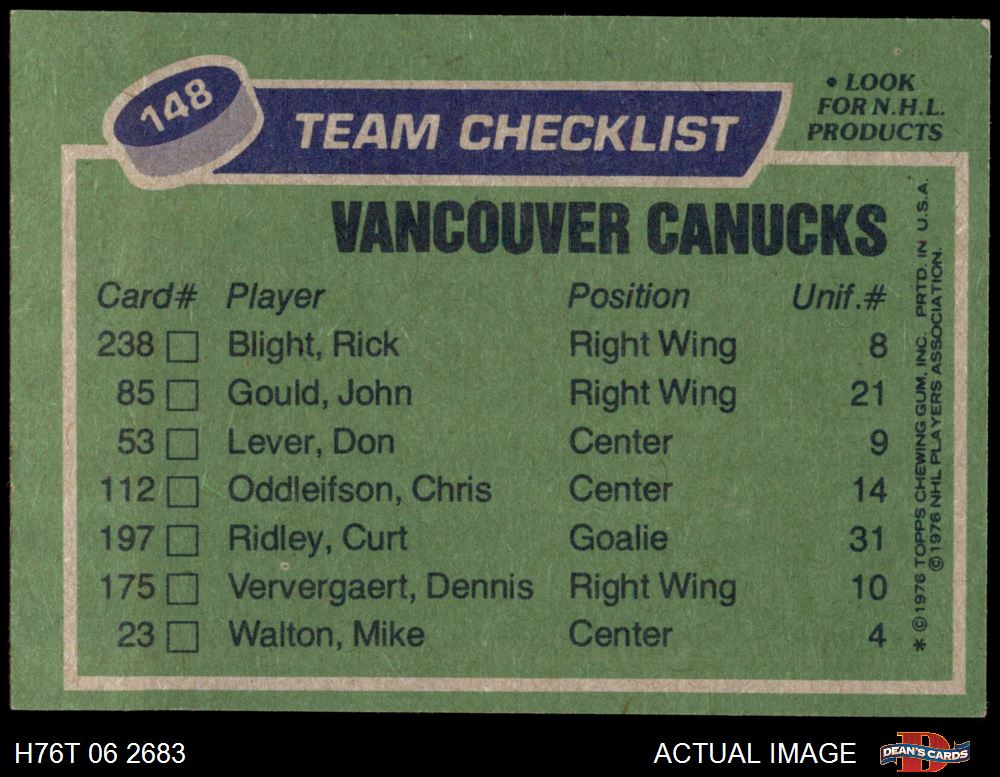 148
TEAM CHECKLIST
• LOOK
FOR N.H.L.
PRODUCTS
VANCOUVER CANUCKS
Card# Player Position Unif.#
238 Blight, Rick Right Wing 8
85 Gould, John Right Wing 21
53 Lever, Don Center 9
112 Oddleifson, Chris Center 14
197 Ridley, Curt Goalie 31
175 Ververgaert, Dennis Right Wing 10
23 Walton, Mike Center 4
* ©1976 TOPPS CHEWING GUM, INC. PRTD. IN U.S.A.
©1976 NHL PLAYERS ASSOCIATION.
H76T 06 2683
ACTUAL IMAGE
D
DEAN'S CARDS